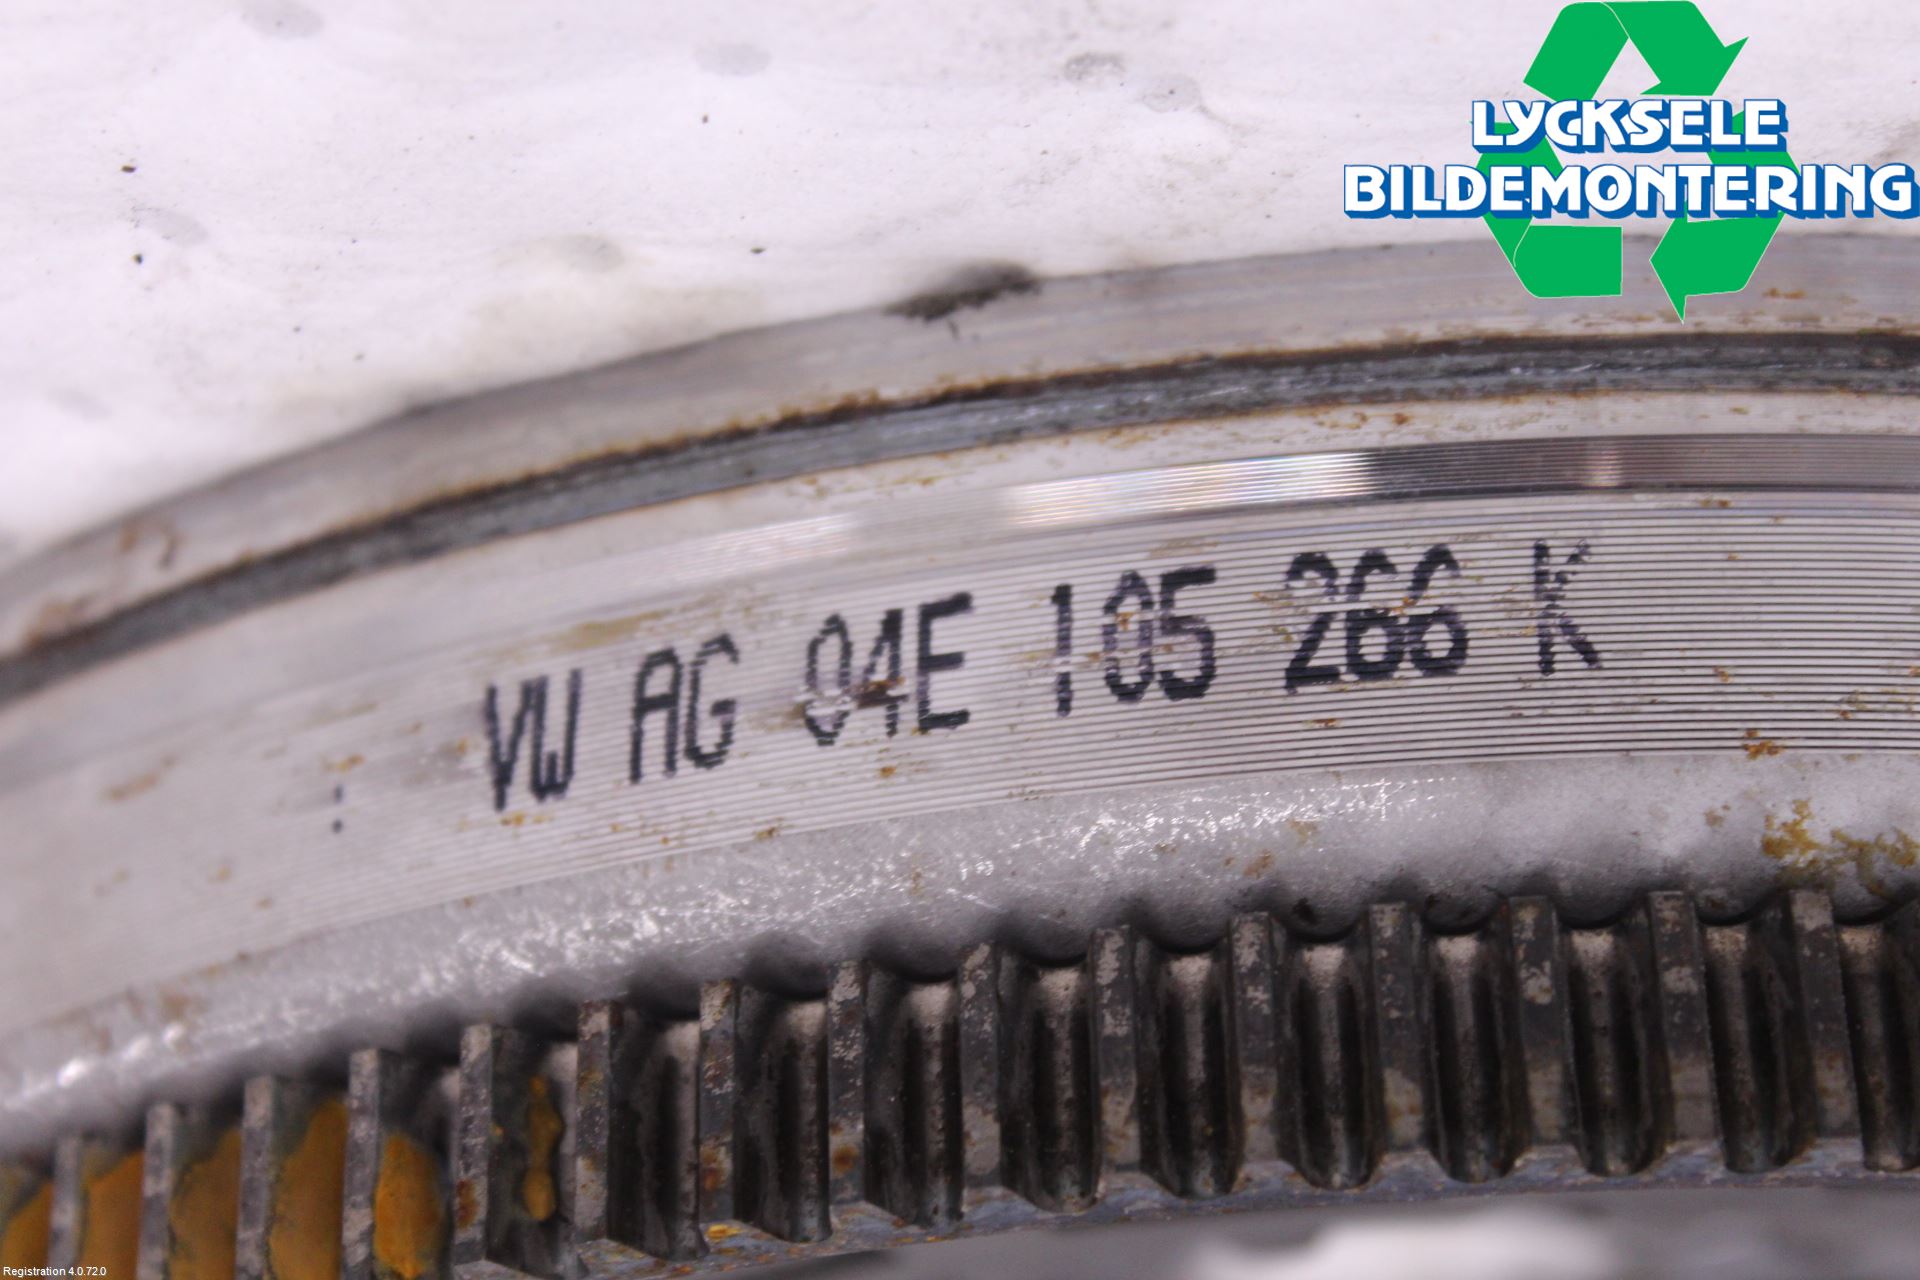 LYCKSELE
BILDEMONTERING
VW AG 04E 105 266 K
Registration 4.0.72.0